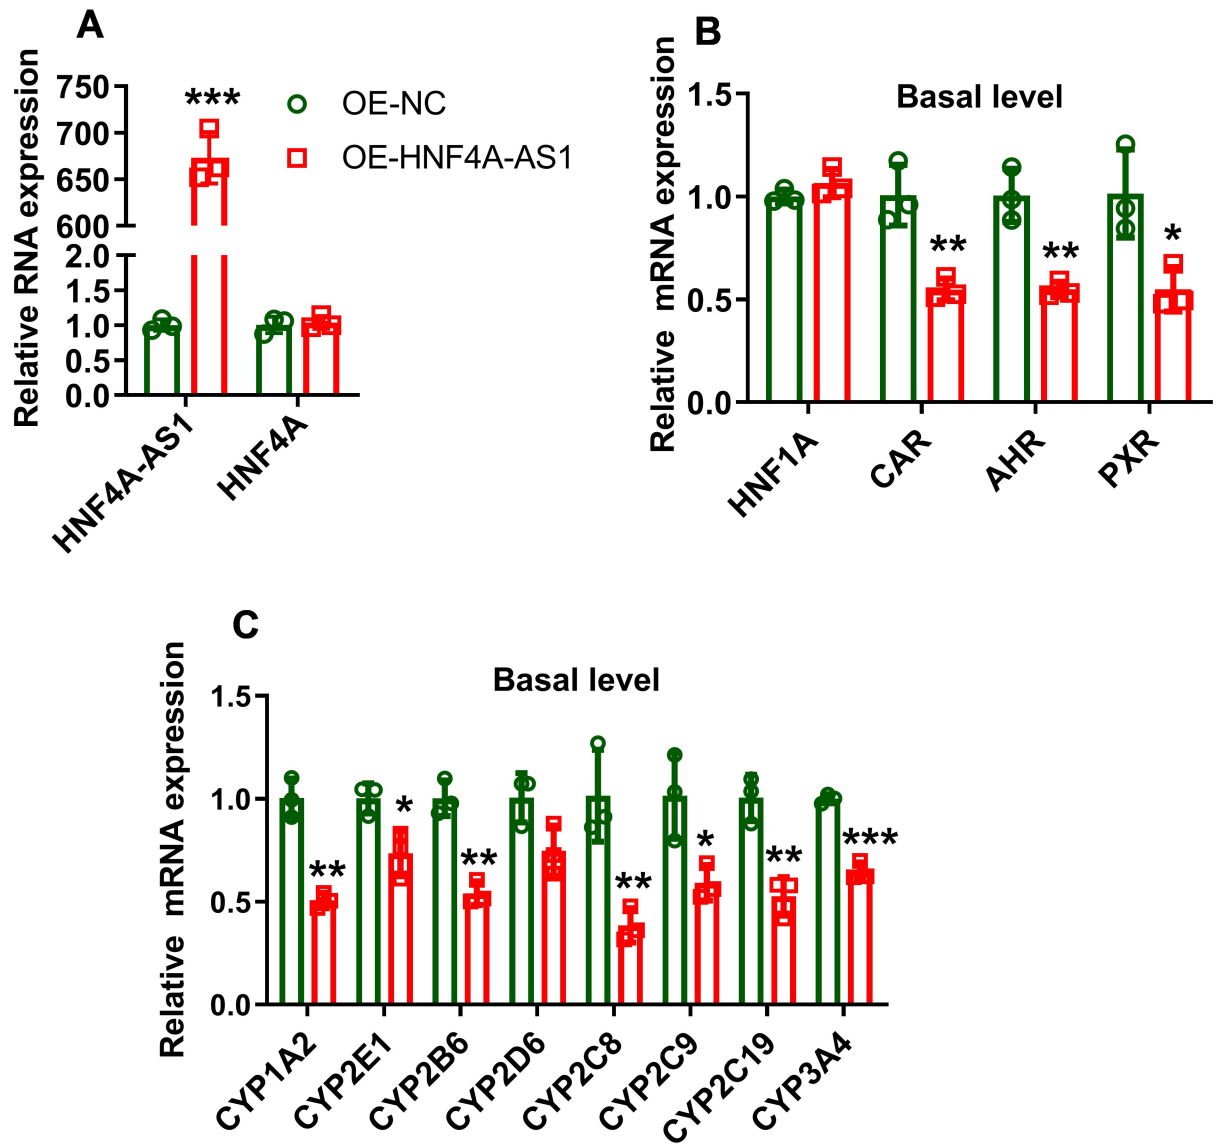 A
Relative RNA expression
750
700
650
600
2.0
1.5
1.0
0.5
0.0
***
OE-NC
OE-HNF4A-AS1
HNF4A-AS1
HNF4A
B
Basal level
Relative mRNA expression
1.5
1.0
0.5
0.0
**
**
*
HNF1A
CAR
AHR
PXR
C
Basal level
Relative mRNA expression
1.5
1.0
0.5
0.0
**
*
**
**
*
**
***
CYP1A2
CYP2E1
CYP2B6
CYP2D6
CYP2C8
CYP2C9
CYP2C19
CYP3A4